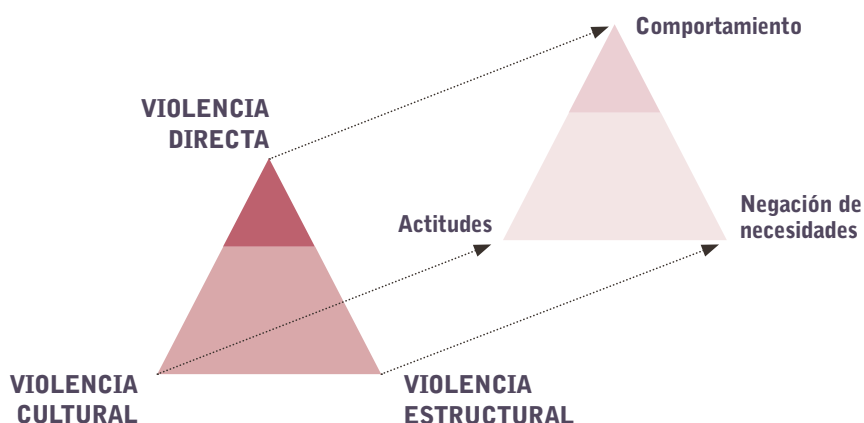 Comportamiento
VIOLENCIA
DIRECTA
Actitudes
Negación de
necesidades
VIOLENCIA
CULTURAL
VIOLENCIA
ESTRUCTURAL